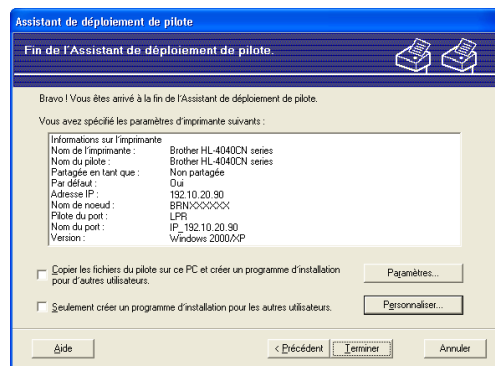 Assistant de déploiement de pilote
Fin de l'Assistant de déploiement de pilote.
Bravo ! Vous êtes arrivé à la fin de l'Assistant de déploiement de pilote.
Vous avez spécifié les paramètres d'imprimante suivants :
Informations sur l'imprimante
Nom de l'imprimante : Brother HL-4040CN series
Nom du pilote : Brother HL-4040CN series
Partagée en tant que : Non partagée
Par défaut : Oui
Adresse IP : 192.10.20.90
Nom de noeud : BRNXXXXXX
Pilote du port : LPR
Nom du port : IP_192.10.20.90
Version : Windows 2000/XP
Copier les fichiers du pilote sur ce PC et créer un programme d'installation
pour d'autres utilisateurs.
Paramètres...
Seulement créer un programme d'installation pour les autres utilisateurs.
Personnaliser...
Aide
< Précédent
Terminer
Annuler